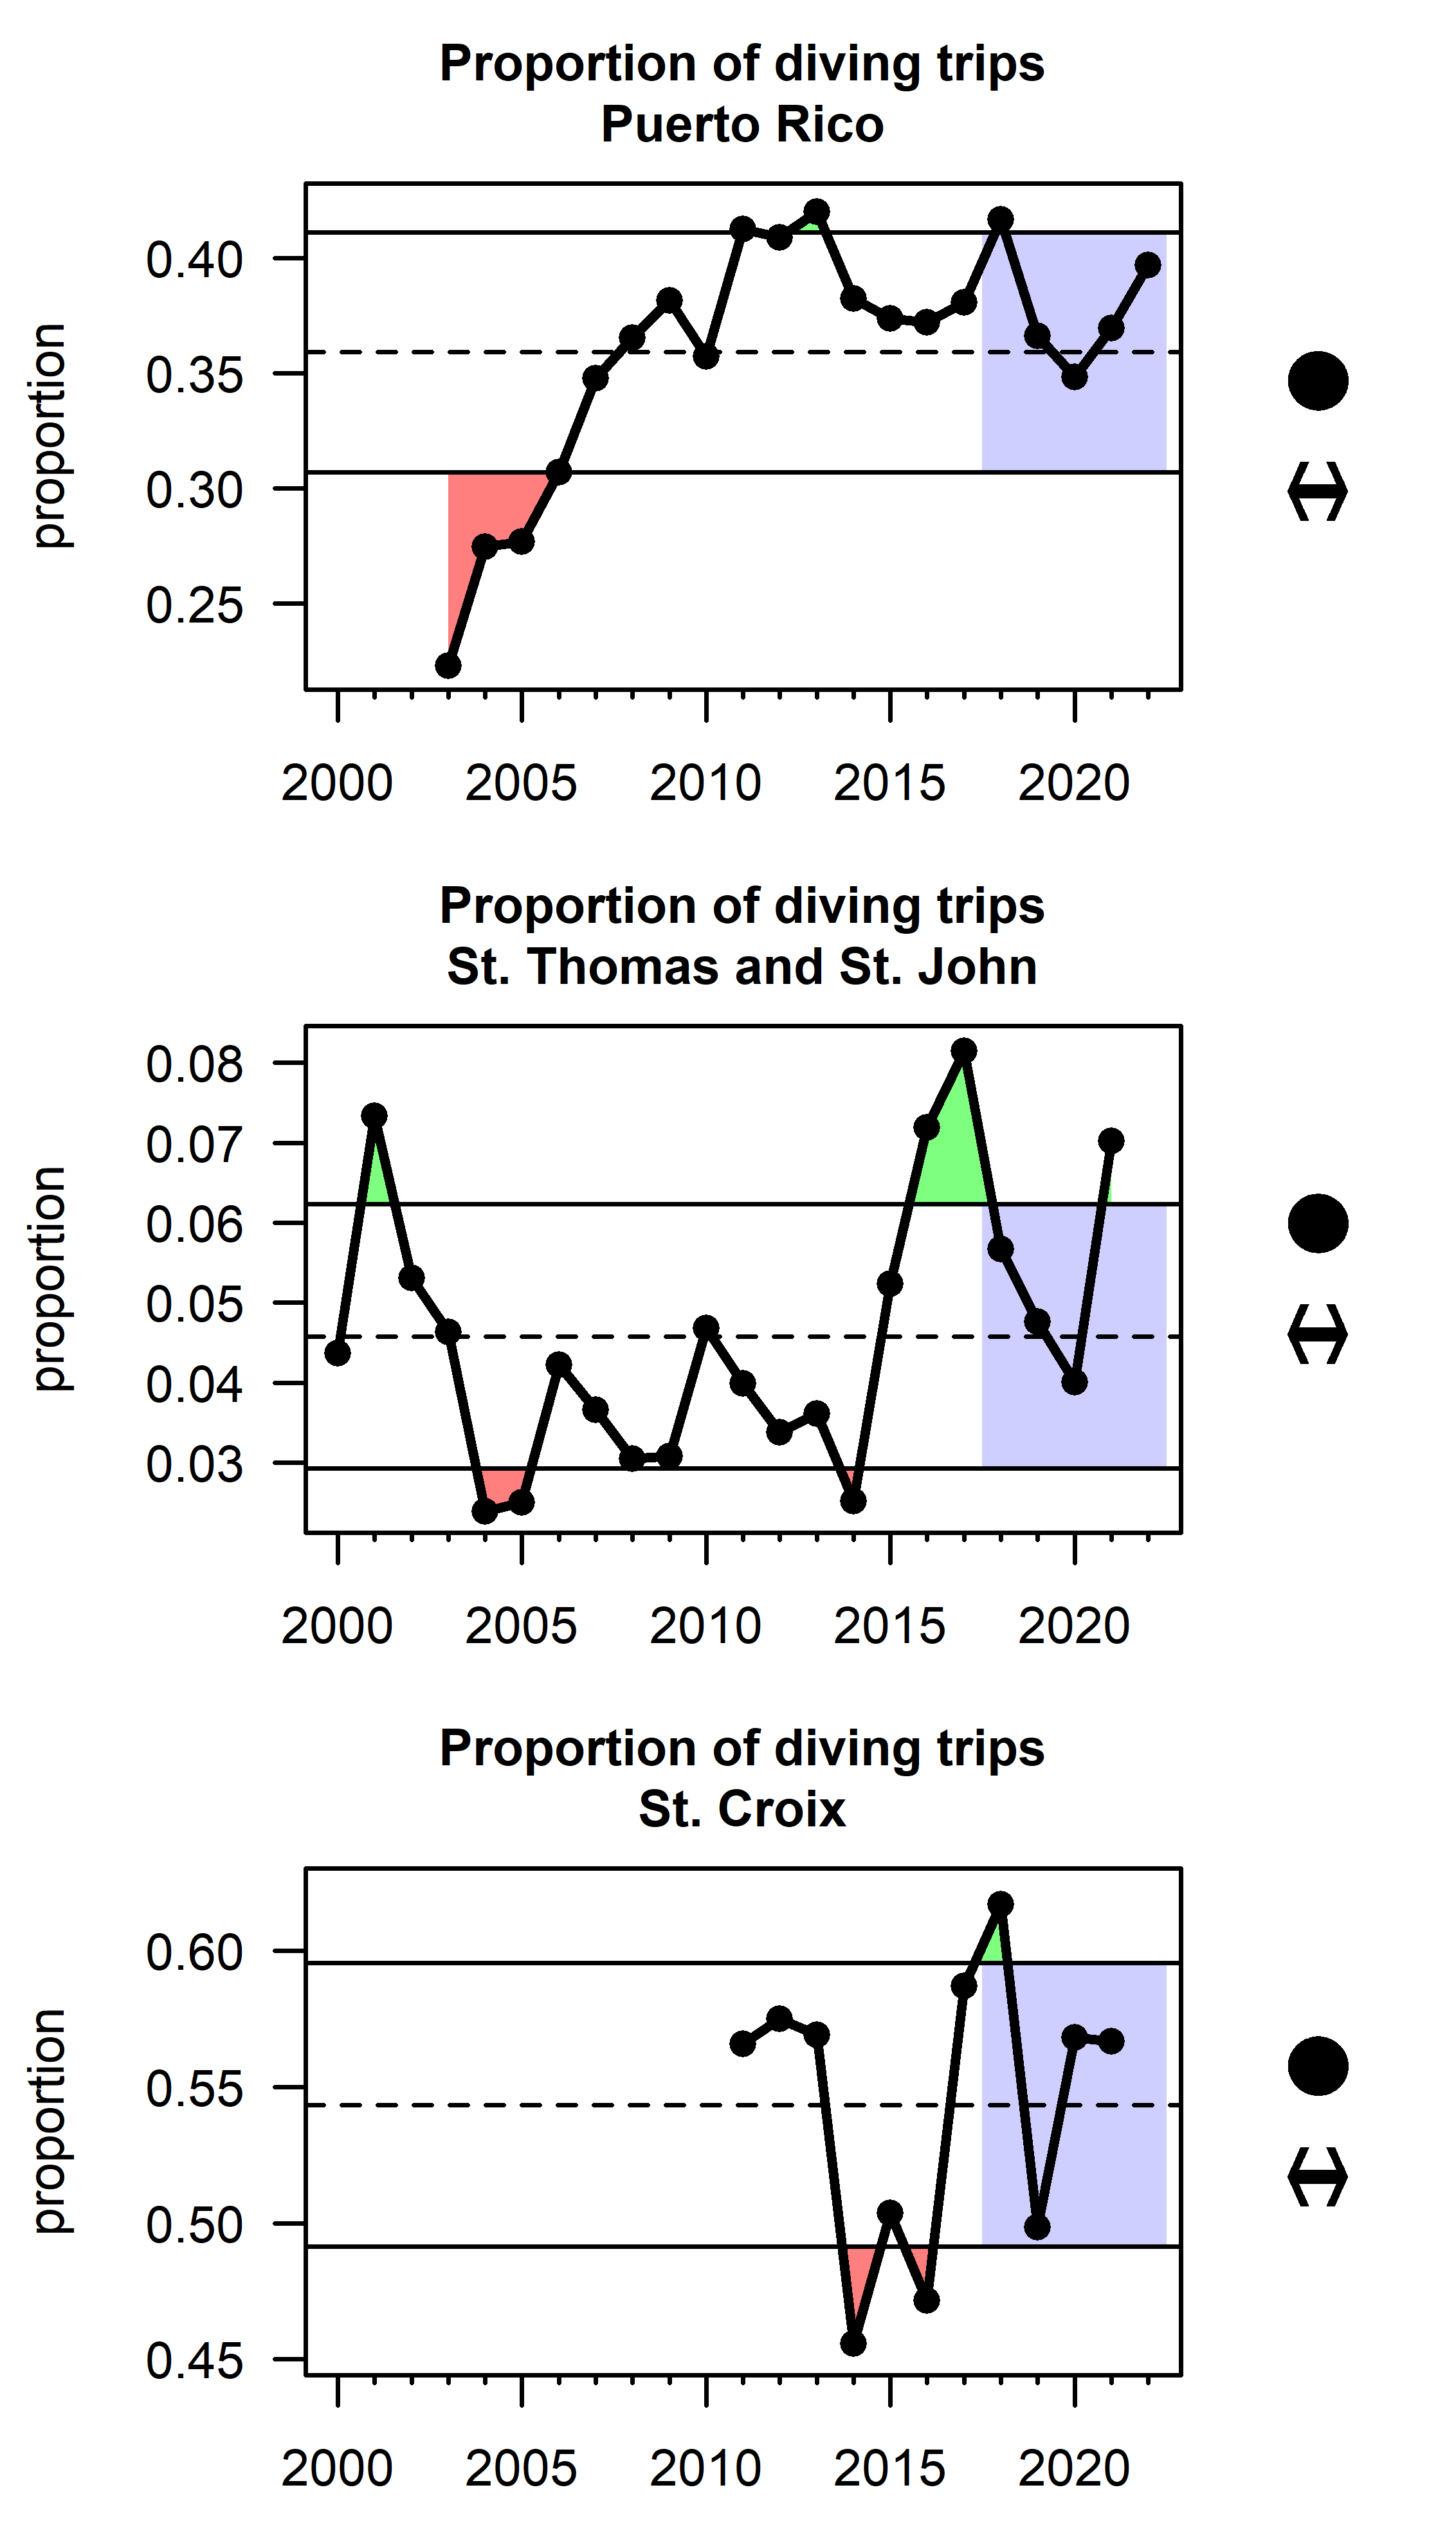 Proportion of diving trips
Puerto Rico
proportion
0.40
0.35
0.30
0.25
2000 2005 2010 2015 2020
Proportion of diving trips
St. Thomas and St. John
proportion
0.08
0.07
0.06
0.05
0.04
0.03
2000 2005 2010 2015 2020
Proportion of diving trips
St. Croix
proportion
0.60
0.55
0.50
0.45
2000 2005 2010 2015 2020